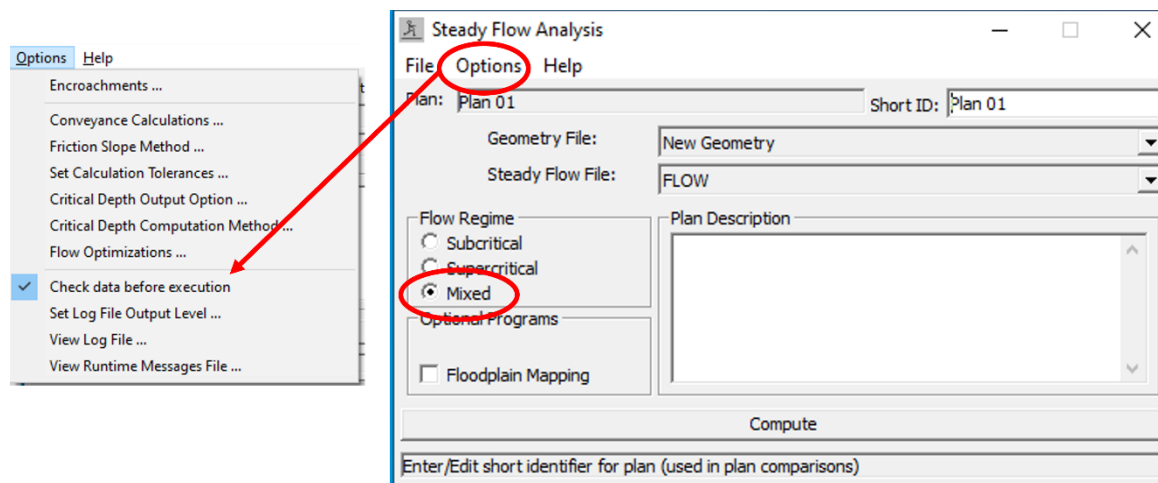 Options Help
Encroachments ...
Conveyance Calculations ...
Friction Slope Method ...
Set Calculation Tolerances ...
Critical Depth Output Option ...
Critical Depth Computation Method ...
Flow Optimizations ...
Check data before execution
Set Log File Output Level ...
View Log File ...
View Runtime Messages File ...
Steady Flow Analysis
File Options Help
Plan: Plan 01 Short ID: Plan 01
Geometry File: New Geometry
Steady Flow File: FLOW
Flow Regime
Subcritical
Supercritical
Mixed
Optional Programs
Floodplain Mapping
Plan Description
Compute
Enter/Edit short identifier for plan (used in plan comparisons)